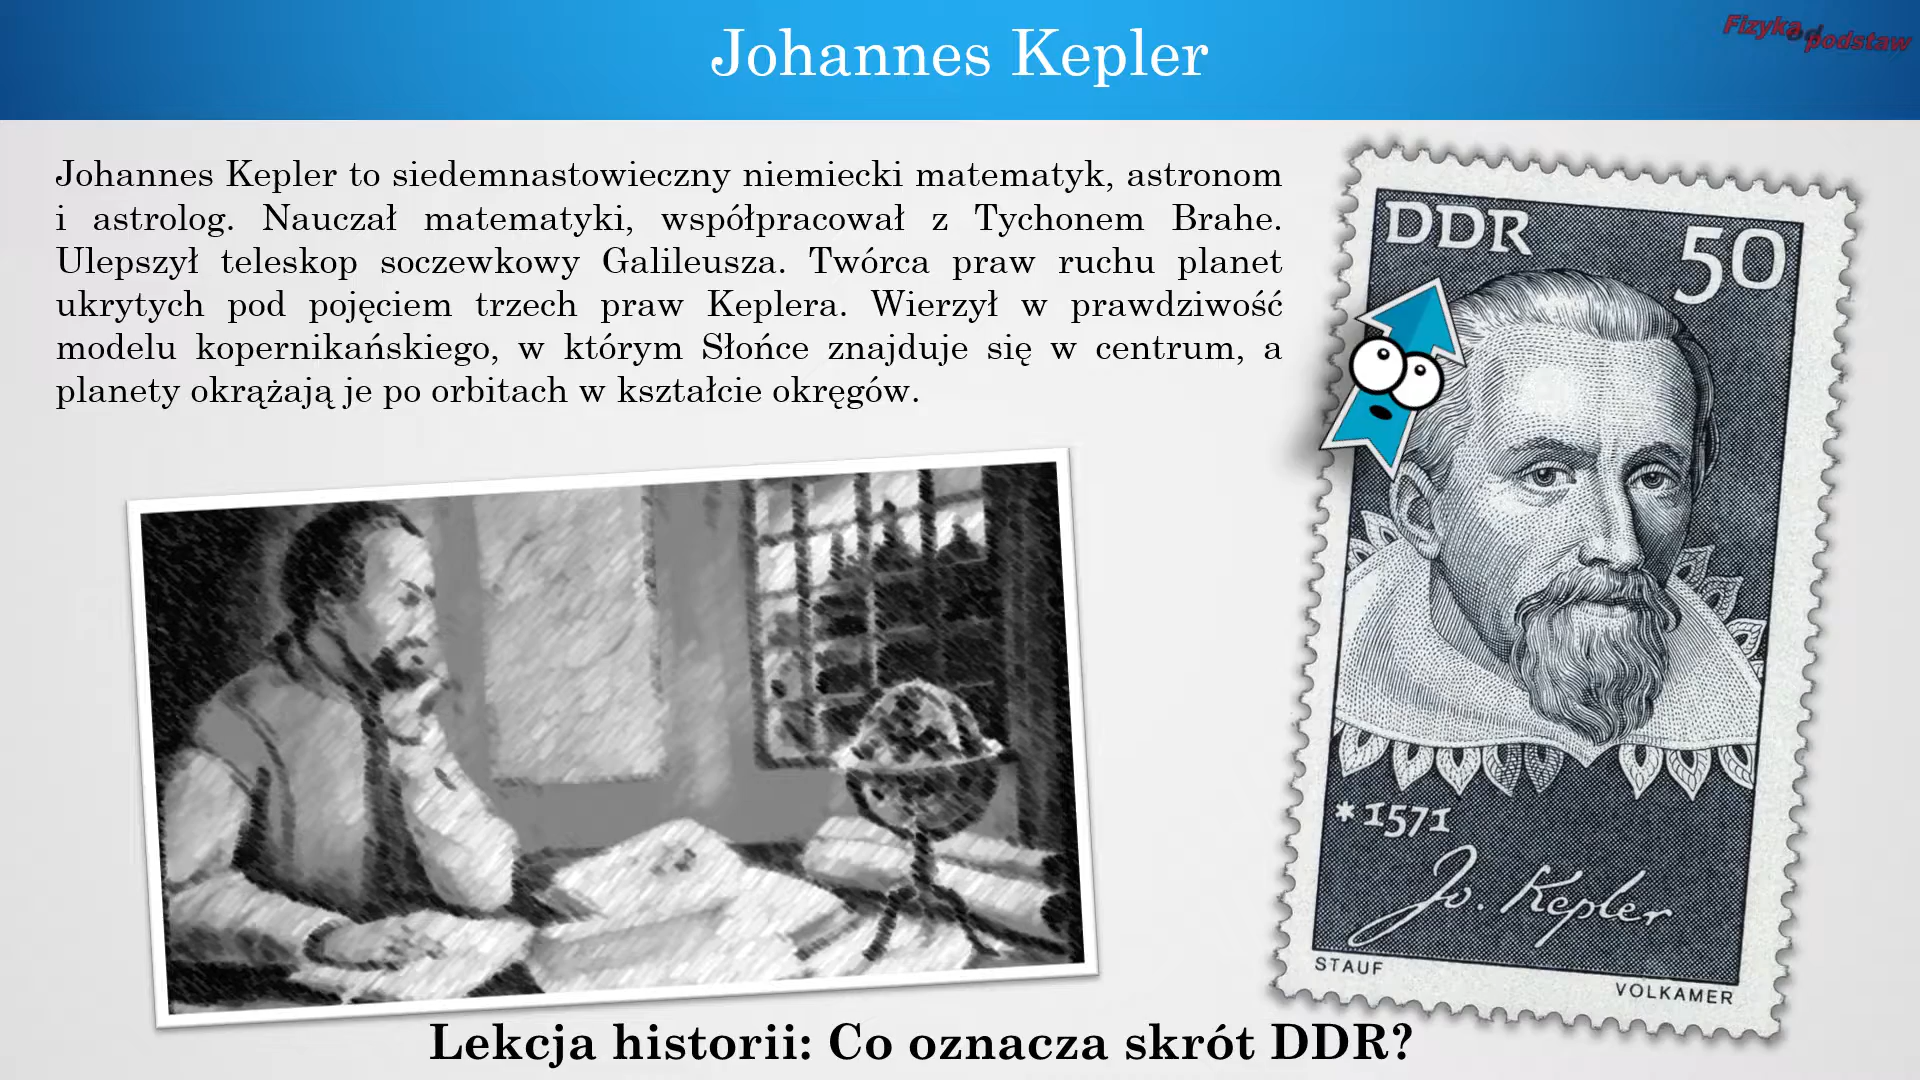 Johannes Kepler
Fizyka od podstaw
Johannes Kepler to siedemnastowieczny niemiecki matematyk, astronom
i astrolog. Nauczał matematyki, współpracował z Tychonem Brahe.
Ulepszył teleskop soczewkowy Galileusza. Twórca praw ruchu planet
ukrytych pod pojęciem trzech praw Keplera. Wierzył w prawdziwość
modelu kopernikańskiego, w którym Słońce znajduje się w centrum, a
planety okrążają je po orbitach w kształcie okręgów.
DDR
50
*1571
Jo. Kepler
STAUF
VOLKAMER
Lekcja historii: Co oznacza skrót DDR?